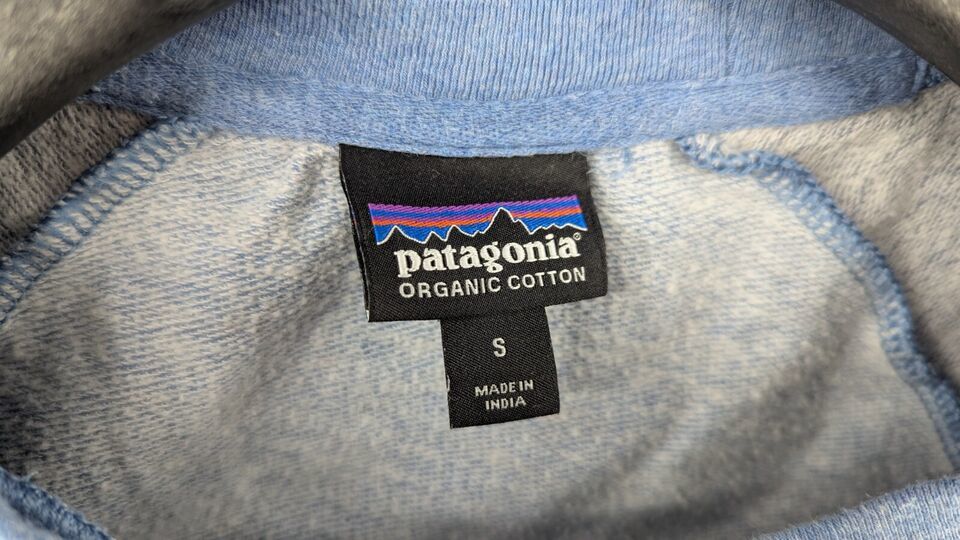 patagonia®
ORGANIC COTTON
S
MADE IN
INDIA